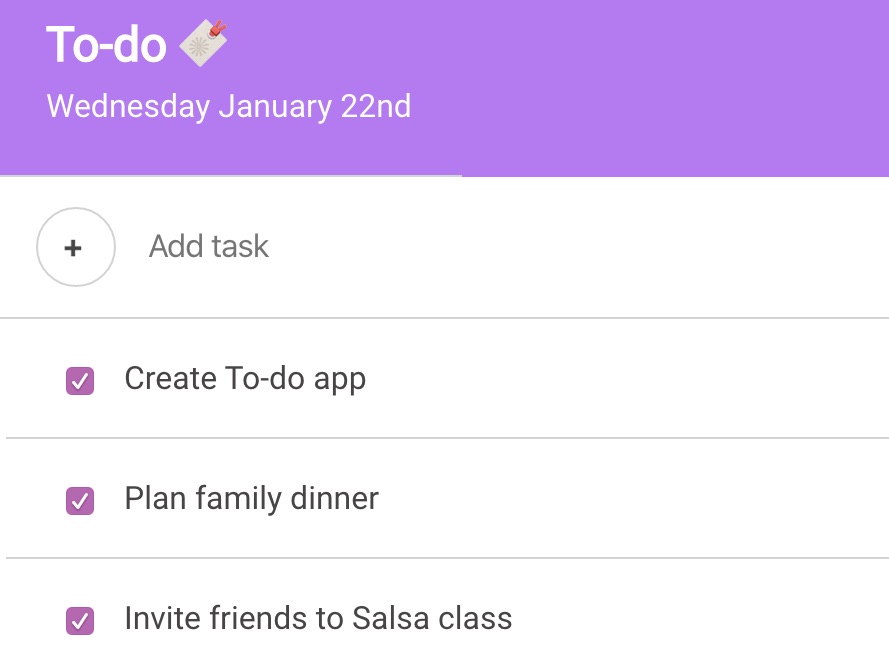 To-do
Wednesday January 22nd
+ Add task
Create To-do app
Plan family dinner
Invite friends to Salsa class